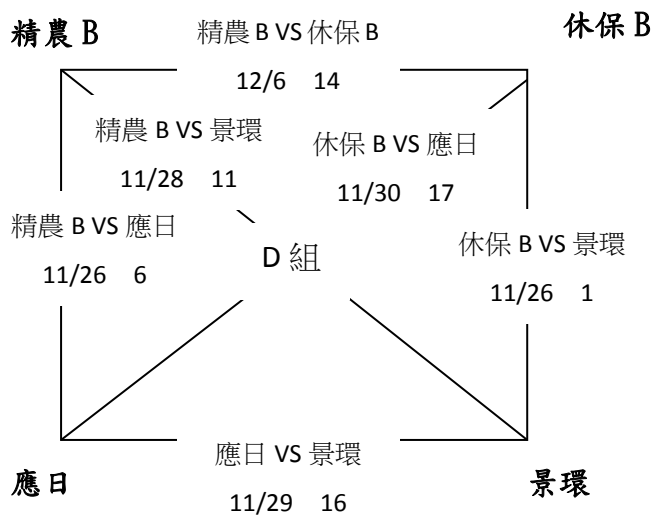 精農 B
休保 B
精農 B VS 休保 B
12/6 14
精農 B VS 景環
11/28 11
休保 B VS 應日
11/30 17
精農 B VS 應日
11/26 6
D 組
休保 B VS 景環
11/26 1
應日 VS 景環
11/29 16
應日
景環